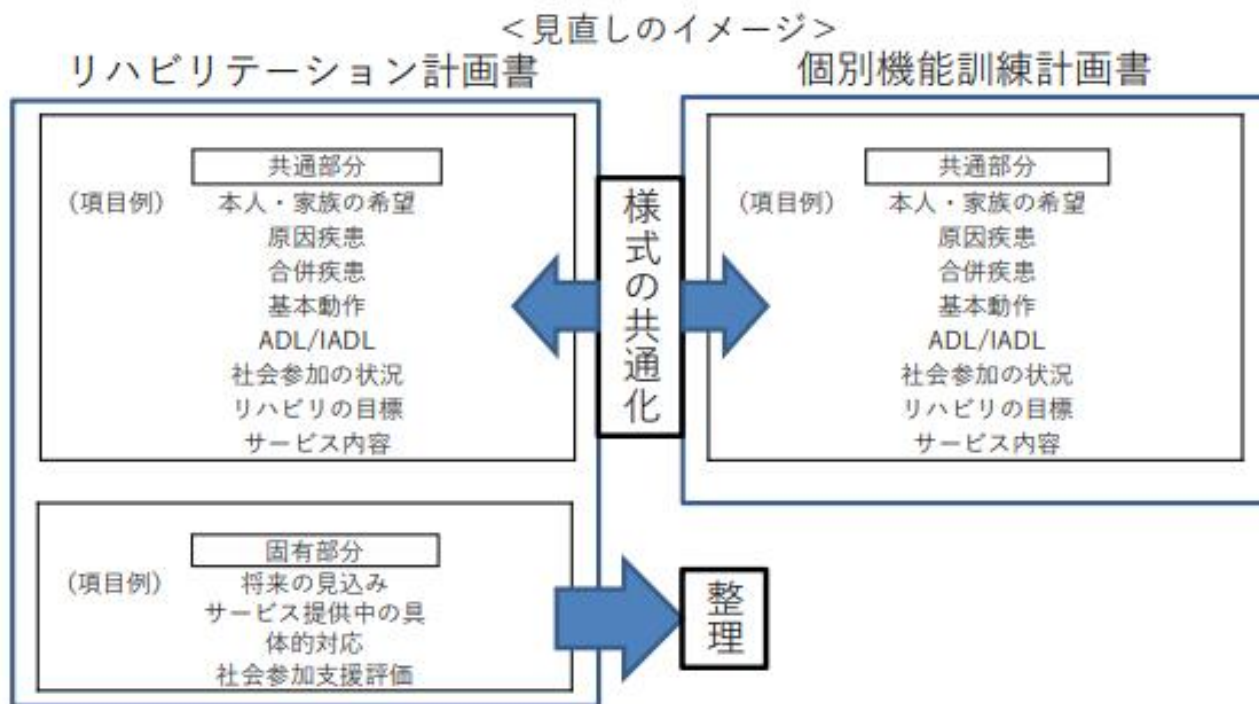 ＜見直しのイメージ＞
リハビリテーション計画書
共通部分
（項目例）
本人・家族の希望
原因疾患
合併疾患
基本動作
ADL/IADL
社会参加の状況
リハビリの目標
サービス内容
固有部分
（項目例）
将来の見込み
サービス提供中の具
体的対応
社会参加支援評価
様式の共通化
整理
個別機能訓練計画書
共通部分
（項目例）
本人・家族の希望
原因疾患
合併疾患
基本動作
ADL/IADL
社会参加の状況
リハビリの目標
サービス内容